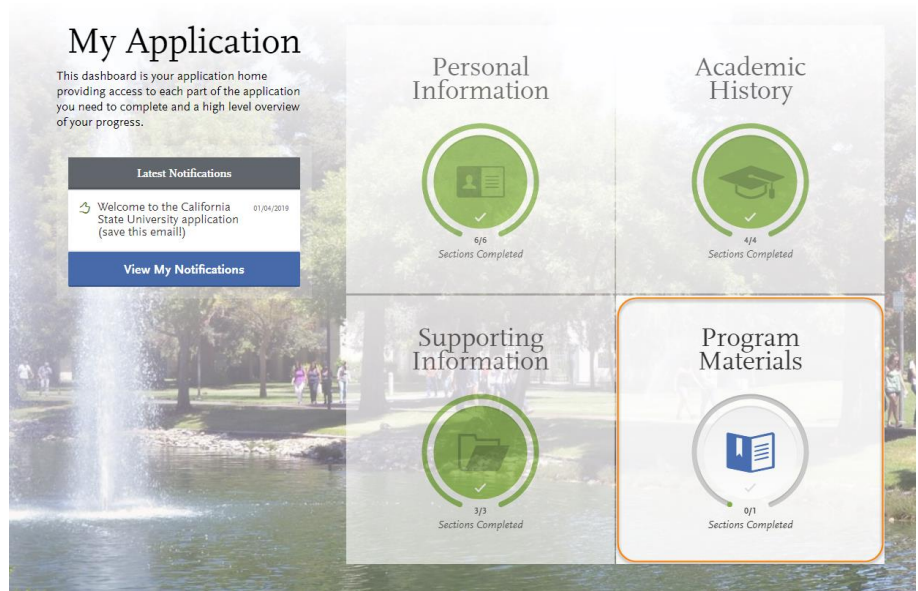 My Application
This dashboard is your application home
providing access to each part of the application
you need to complete and a high level overview
of your progress.
Latest Notifications
Welcome to the California
State University application
(save this email!)
01/04/2019
View My Notifications
Personal
Information
6/6
Sections Completed
Academic
History
4/4
Sections Completed
Supporting
Information
3/3
Sections Completed
Program
Materials
0/1
Sections Completed